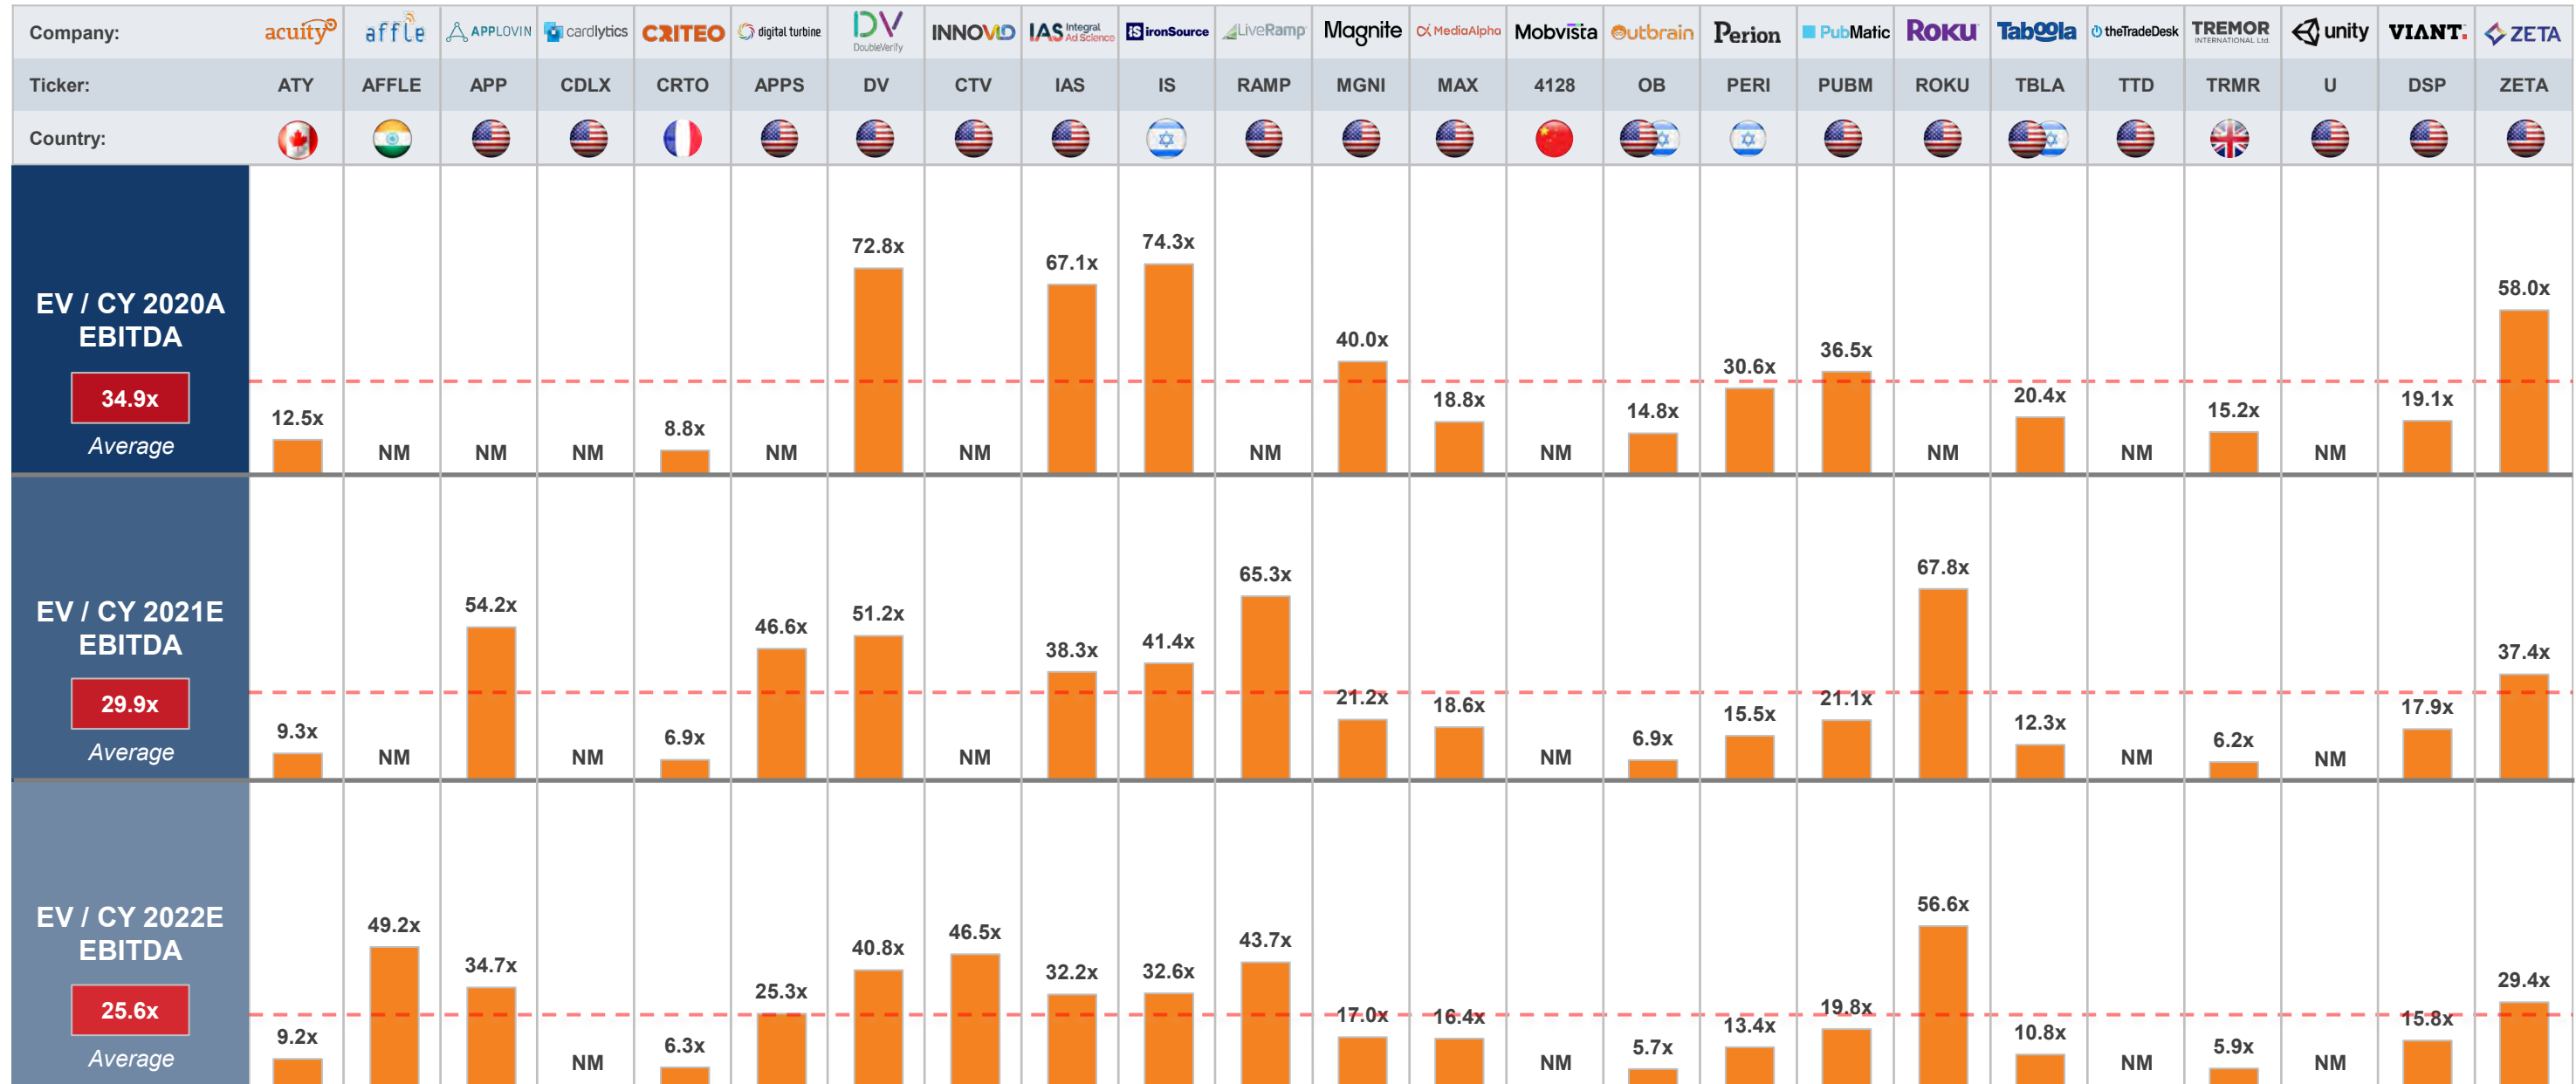 Company: acuity affle APPLOVIN cardlytics CRITEO digital turbine DV DoubleVerify INNOVID IAS Integral Ad Science iS ironSource LiveRamp Magnite MediaAlpha Mobvista Outbrain Perion PubMatic ROKU Taboola theTradeDesk TREMOR INTERNATIONAL Ltd. unity VIANT. ZETA
Ticker: ATY AFFLE APP CDLX CRTO APPS DV CTV IAS IS RAMP MGNI MAX 4128 OB PERI PUBM ROKU TBLA TTD TRMR U DSP ZETA
Country:
EV / CY 2020A
EBITDA
34.9x
Average
12.5x NM NM NM 8.8x NM 72.8x NM 67.1x 74.3x NM 40.0x 18.8x NM 14.8x 30.6x 36.5x NM 20.4x NM 15.2x NM 19.1x 58.0x
EV / CY 2021E
EBITDA
29.9x
Average
9.3x NM 54.2x NM 6.9x 46.6x 51.2x NM 38.3x 41.4x 65.3x 21.2x 18.6x NM 6.9x 15.5x 21.1x 67.8x 12.3x NM 6.2x NM 17.9x 37.4x
EV / CY 2022E
EBITDA
25.6x
Average
9.2x 49.2x 34.7x NM 6.3x 25.3x 40.8x 46.5x 32.2x 32.6x 43.7x 17.0x 16.4x NM 5.7x 13.4x 19.8x 56.6x 10.8x NM 5.9x NM 15.8x 29.4x